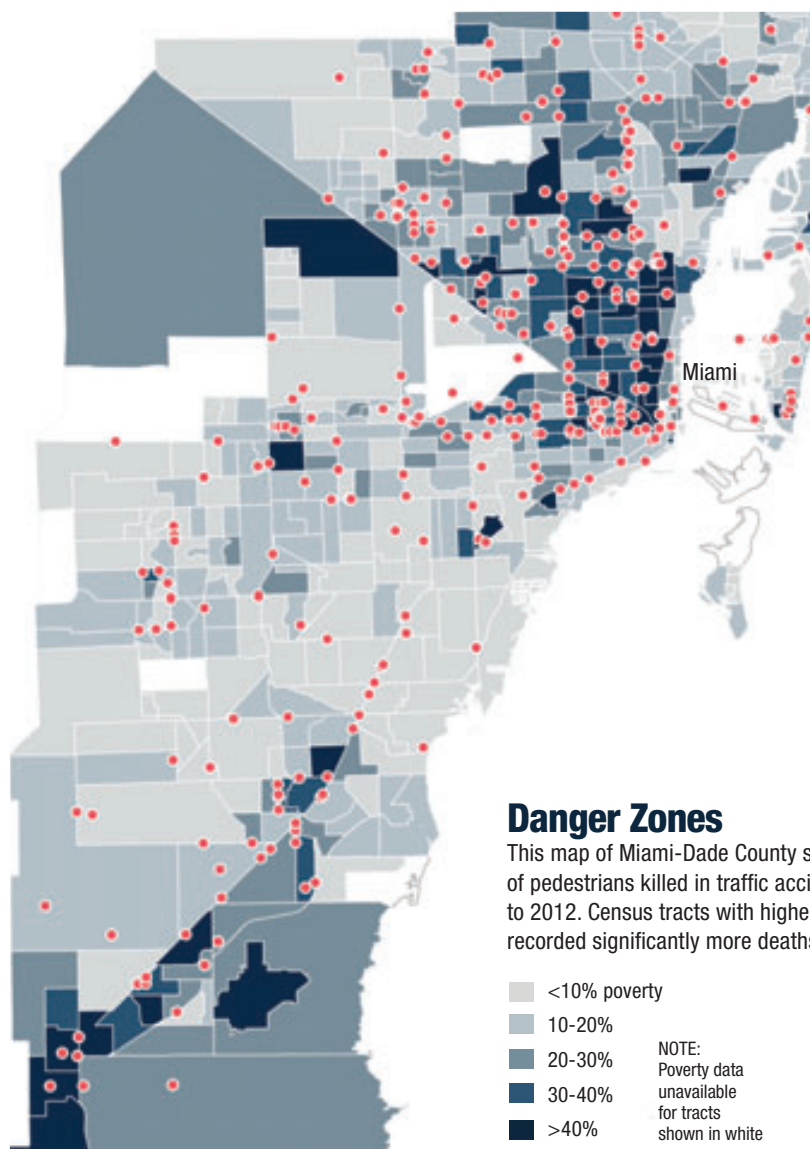 Miami
Danger Zones
This map of Miami-Dade County s
of pedestrians killed in traffic acci
to 2012. Census tracts with highe
recorded significantly more deaths
<10% poverty
10-20%
20-30%
30-40%
>40%
NOTE:
Poverty data
unavailable
for tracts
shown in white